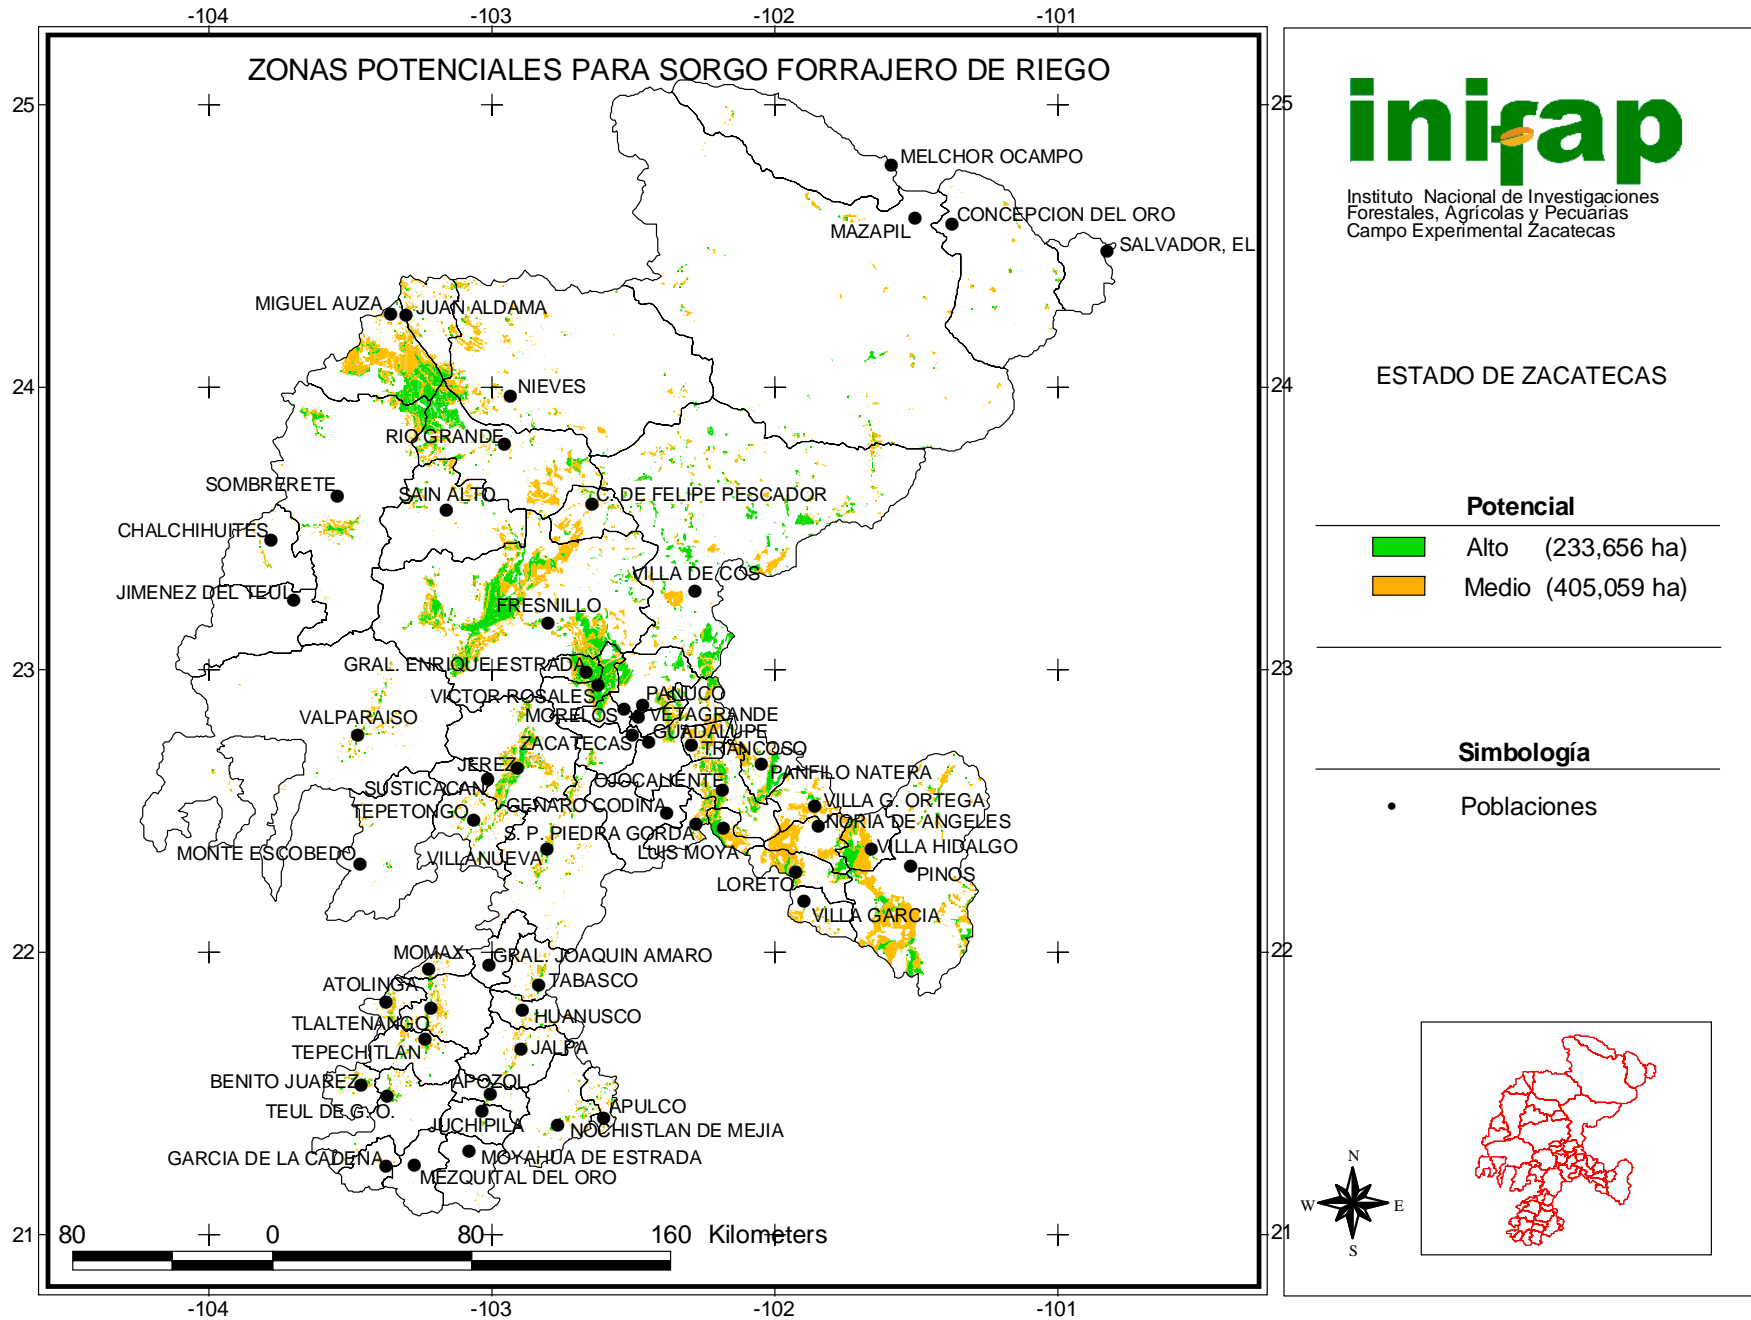 -104
-103
-102
-101
ZONAS POTENCIALES PARA SORGO FORRAJERO DE RIEGO
25
25
MELCHOR OCAMPO
CONCEPCION DEL ORO
MAZAPIL
SALVADOR, EL
MIGUEL AUZA
JUAN ALDAMA
24
24
NIEVES
RIO GRANDE
SOMBRERETE
SAIN ALTO
C. DE FELIPE PESCADOR
CHALCHIHUITES
VILLA DE COS
JIMENEZ DEL TEUL
FRESNILLO
23
23
GRAL. ENRIQUE ESTRADA
VICTOR ROSALES
PANUCO
VALPARAISO
MORELOS
VETAGRANDE
GUADALUPE
ZACATECAS
TRANCOSO
JEREZ
PANFILO NATERA
SUSTICACAN
OJOCALIENTE
TEPETONGO
GENARO CODINA
VILLA G. ORTEGA
NORIA DE ANGELES
S. P. PIEDRA GORDA
MONTE ESCOBEDO
VILLANUEVA
LUIS MOYA
VILLA HIDALGO
PINOS
LORETO
VILLA GARCIA
22
22
MOMAX
GRAL. JOAQUIN AMARO
ATOLINGA
TABASCO
TLALTENANGO
HUANUSCO
TEPECHITLAN
JALPA
BENITO JUAREZ
APOZOL
TEUL DE G. O.
APULCO
JUCHIPILA
NOCHISTLAN DE MEJIA
GARCIA DE LA CADENA
MOYAHUA DE ESTRADA
MEZQUITAL DEL ORO
21
21
80
0
80
160
Kilometers
-104
-103
-102
-101
inifap
Instituto Nacional de Investigaciones
Forestales, Agrícolas y Pecuarias
Campo Experimental Zacatecas
ESTADO DE ZACATECAS
Potencial
Alto (233,656 ha)
Medio (405,059 ha)
Simbología
Poblaciones
N
W
E
S